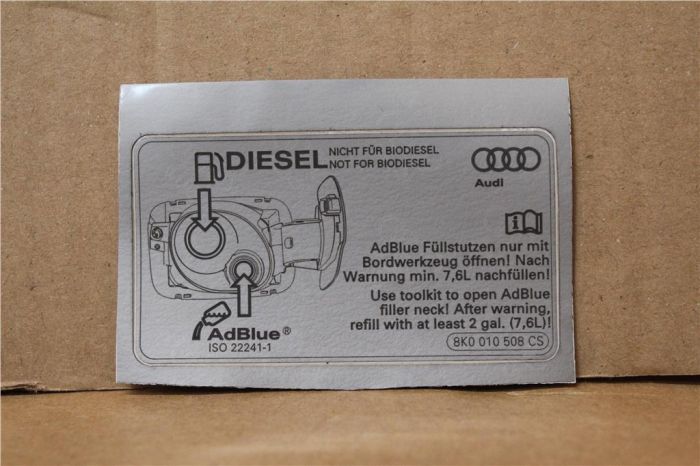 DIESEL
NICHT FÜR BIODIESEL
NOT FOR BIODIESEL
Audi
i
AdBlue Füllstutzen nur mit
Bordwerkzeug öffnen! Nach
Warnung min. 7,6L nachfüllen!
Use toolkit to open AdBlue
filler neck! After warning,
refill with at least 2 gal. (7,6L)!
8K0 010 508 CS
AdBlue®
ISO 22241-1